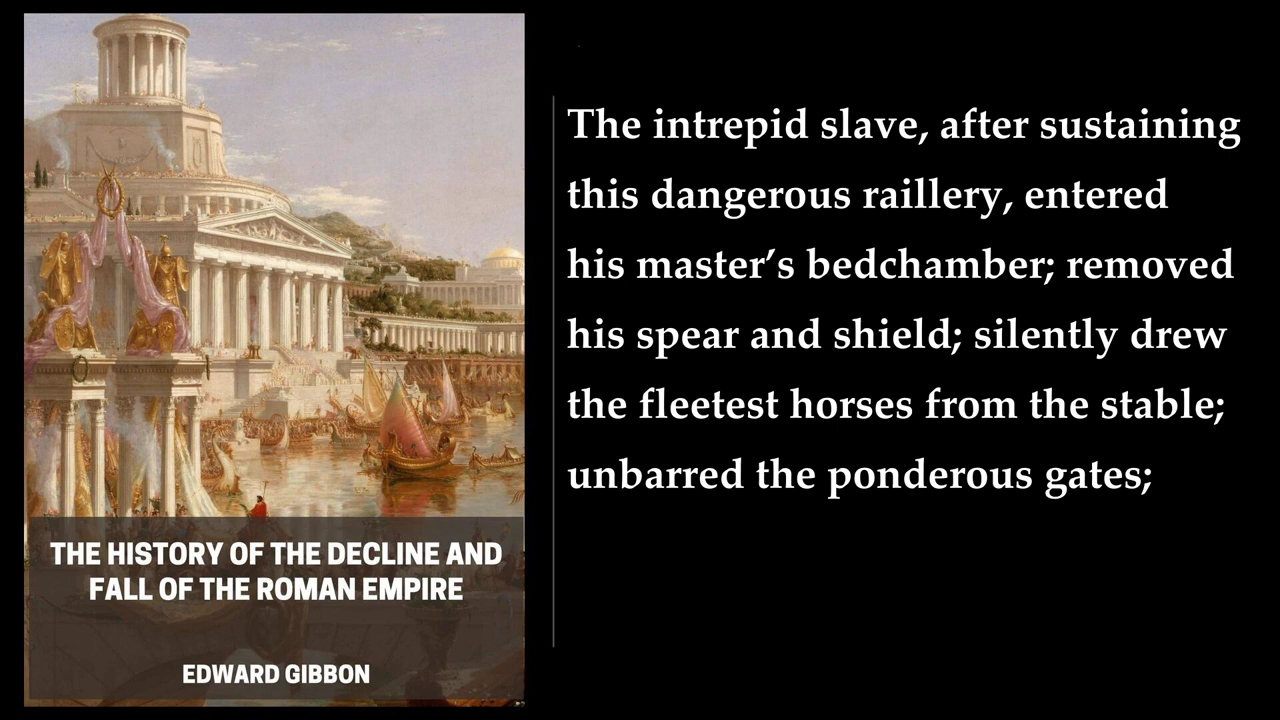 The intrepid slave, after sustaining
this dangerous raillery, entered
his master’s bedchamber; removed
his spear and shield; silently drew
the fleetest horses from the stable;
unbarred the ponderous gates;
THE HISTORY OF THE DECLINE AND
FALL OF THE ROMAN EMPIRE
EDWARD GIBBON